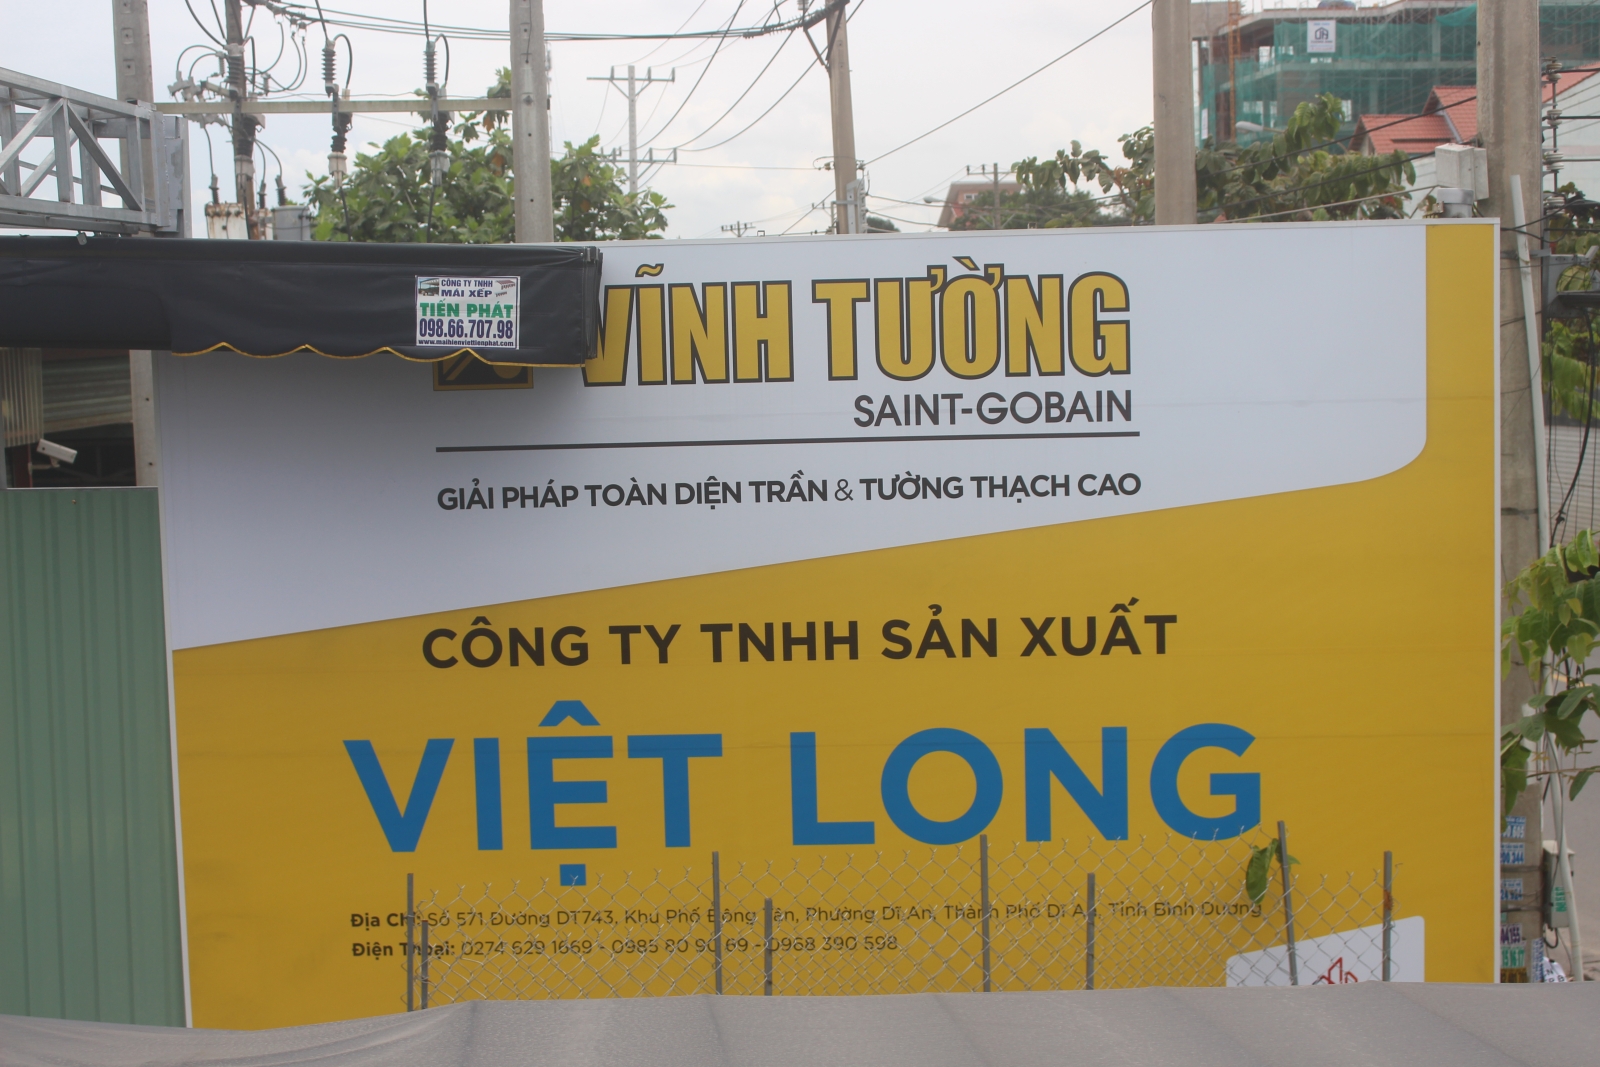 CÔNG TY TNHH
MÁI XẾP
TIẾN PHÁT
098.66.707.98
www.maihienviettienphat.com
VĨNH TƯỜNG
SAINT-GOBAIN
GIẢI PHÁP TOÀN DIỆN TRẦN & TƯỜNG THẠCH CAO
CÔNG TY TNHH SẢN XUẤT
VIỆT LONG
Địa Chỉ: Số 571 Đường DT743, Khu Phố Đông Tân, Phường Dĩ An, Thành Phố Dĩ An, Tỉnh Bình Dương
Điện Thoại: 0274 629 1669 - 0985 80 90 69 - 0968 390 598